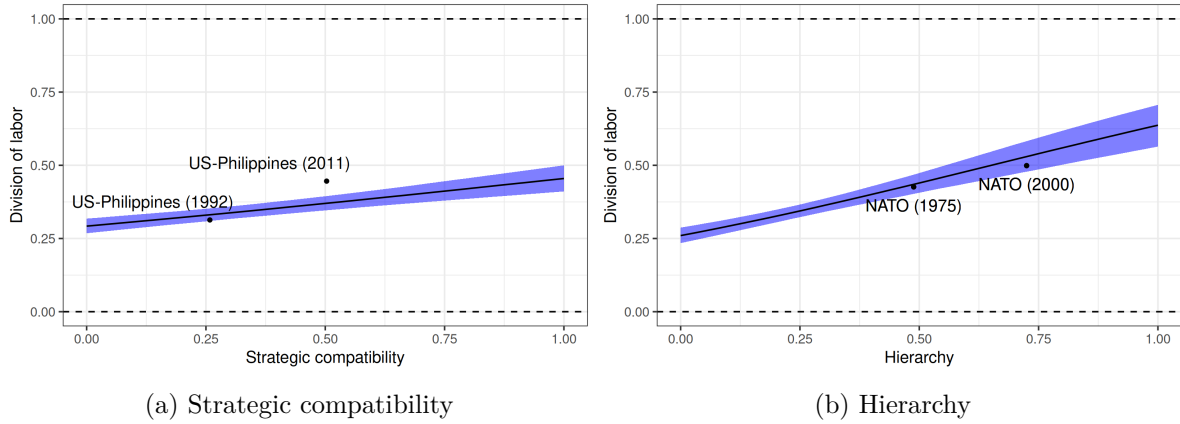 1.00
0.75
0.50
0.25
0.00
Division of labor
US-Philippines (2011)
US-Philippines (1992)
0.00 0.25 0.50 0.75 1.00
Strategic compatibility
(a) Strategic compatibility
1.00
0.75
0.50
0.25
0.00
Division of labor
NATO (2000)
NATO (1975)
0.00 0.25 0.50 0.75 1.00
Hierarchy
(b) Hierarchy